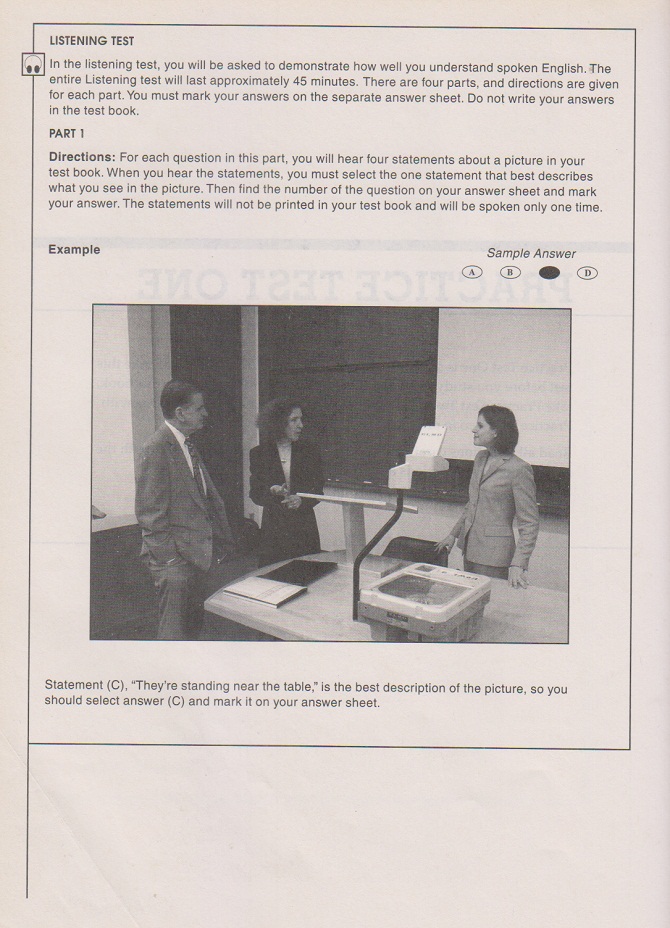 LISTENING TEST
In the listening test, you will be asked to demonstrate how well you understand spoken English. The
entire Listening test will last approximately 45 minutes. There are four parts, and directions are given
for each part. You must mark your answers on the separate answer sheet. Do not write your answers
in the test book.
PART 1
Directions: For each question in this part, you will hear four statements about a picture in your
test book. When you hear the statements, you must select the one statement that best describes
what you see in the picture. Then find the number of the question on your answer sheet and mark
your answer. The statements will not be printed in your test book and will be spoken only one time.
Example
Sample Answer
A B D
PRACTICE TEST ONE
Statement (C), “They’re standing near the table,” is the best description of the picture, so you
should select answer (C) and mark it on your answer sheet.